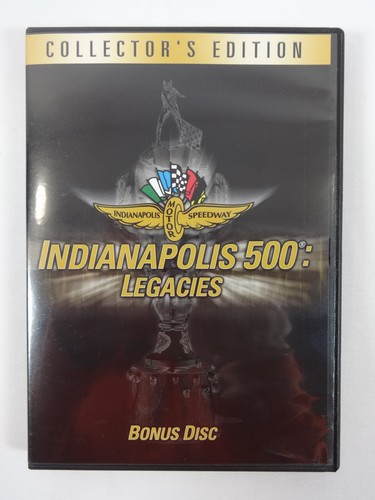 COLLECTOR'S EDITION
INDIANAPOLIS MOTOR SPEEDWAY
INDIANAPOLIS 500®:
LEGACIES
BONUS DISC